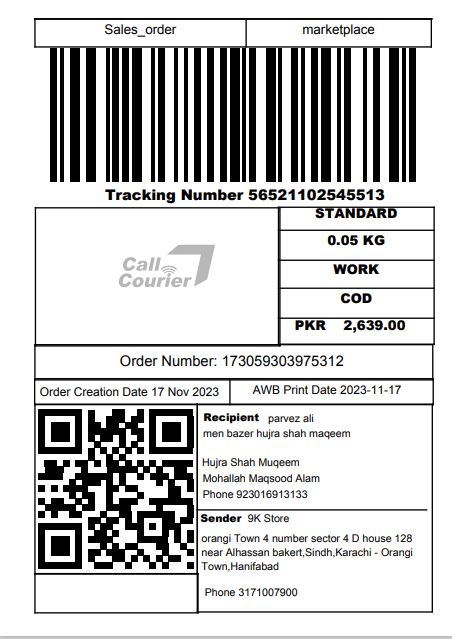 Sales_order marketplace
Tracking Number 56521102545513
STANDARD
0.05 KG
Call
Courier
WORK
COD
PKR 2,639.00
Order Number: 173059303975312
Order Creation Date 17 Nov 2023 AWB Print Date 2023-11-17
Recipient parvez ali
men bazer hujra shah maqeem
Hujra Shah Muqeem
Mohallah Maqsood Alam
Phone 923016913133
Sender 9K Store
orangi Town 4 number sector 4 D house 128
near Alhassan bakert,Sindh,Karachi - Orangi
Town,Hanifabad
Phone 3171007900